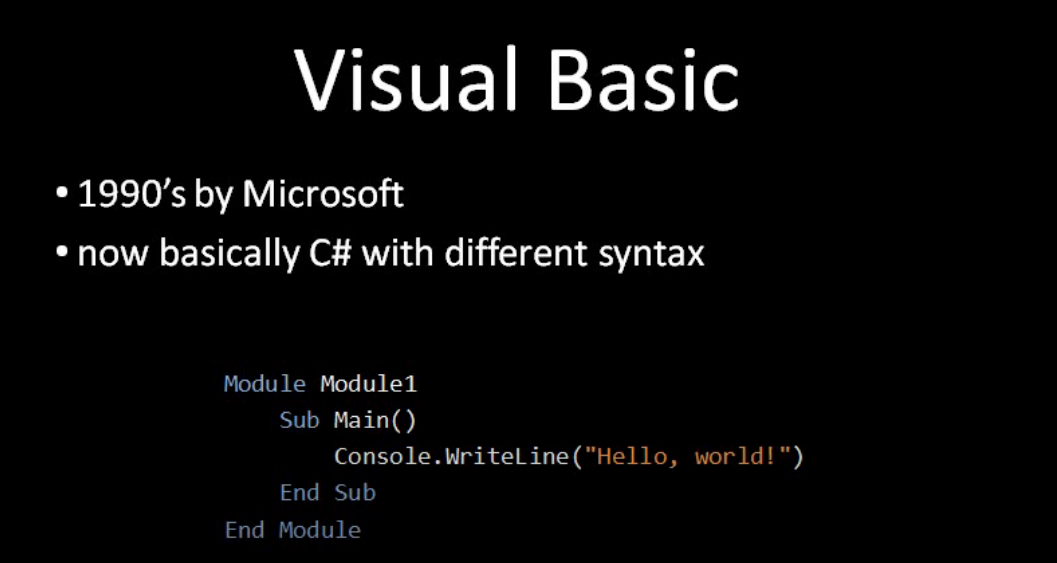 Visual Basic
• 1990’s by Microsoft
• now basically C# with different syntax
Module Module1
    Sub Main()
        Console.WriteLine("Hello, world!")
    End Sub
End Module